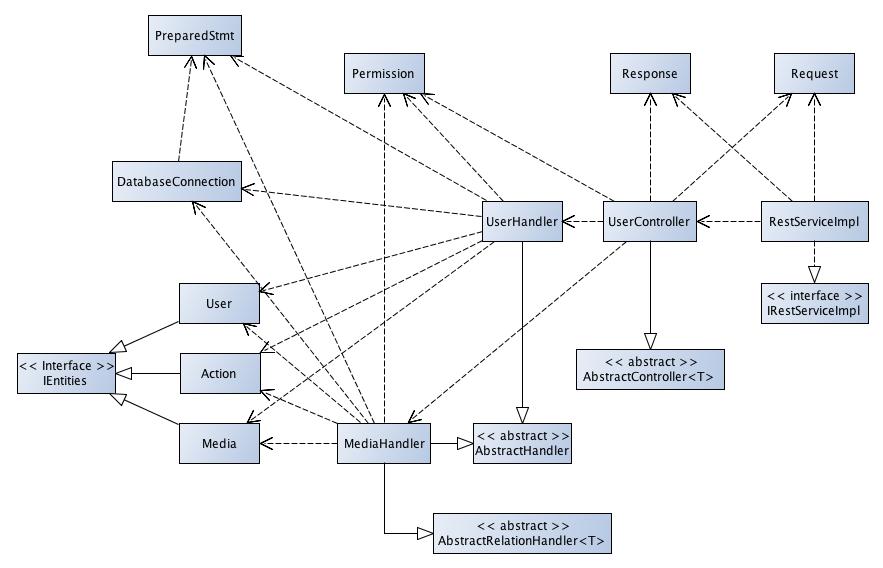 PreparedStmt
Permission
Response
Request
DatabaseConnection
UserHandler
UserController
RestServiceImpl
User
<< interface >>
IRestServiceImpl
<< Interface >>
IEntities
Action
<< abstract >>
AbstractController<T>
Media
MediaHandler
<< abstract >>
AbstractHandler
<< abstract >>
AbstractRelationHandler<T>